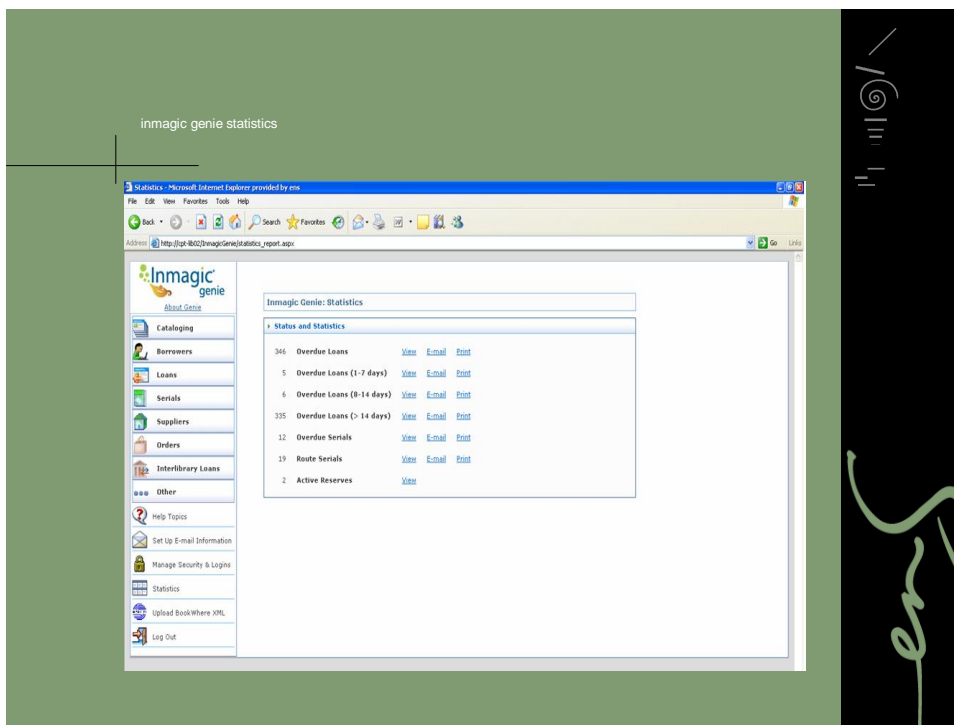 inmagic genie statistics
Statistics - Microsoft Internet Explorer provided by ens
File Edit View Favorites Tools Help
Back Search Favorites
Address http://cpt-lib02/InmagicGenie/statistics_report.aspx Go Links
Inmagic
genie
About Genie
Inmagic Genie: Statistics
Status and Statistics
346 Overdue Loans View E-mail Print
5 Overdue Loans (1-7 days) View E-mail Print
6 Overdue Loans (8-14 days) View E-mail Print
335 Overdue Loans (> 14 days) View E-mail Print
12 Overdue Serials View E-mail Print
19 Route Serials View E-mail Print
2 Active Reserves View
Cataloging
Borrowers
Loans
Serials
Suppliers
Orders
Interlibrary Loans
Other
Help Topics
Set Up E-mail Information
Manage Security & Logins
Statistics
Upload BookWhere XML
Log Out